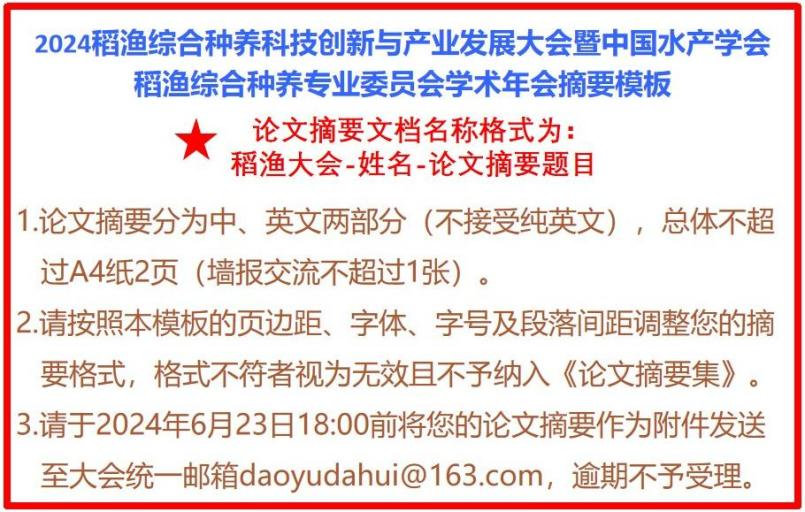 2024稻渔综合种养科技创新与产业发展大会暨中国水产学会
稻渔综合种养专业委员会学术年会摘要模板
论文摘要文档名称格式为：
稻渔大会-姓名-论文摘要题目
1.论文摘要分为中、英文两部分（不接受纯英文），总体不超
过A4纸2页（墙报交流不超过1张）。
2.请按照本模板的页边距、字体、字号及段落间距调整您的摘
要格式，格式不符者视为无效且不予纳入《论文摘要集》。
3.请于2024年6月23日18:00前将您的论文摘要作为附件发送
至大会统一邮箱daoyudahui@163.com，逾期不予受理。